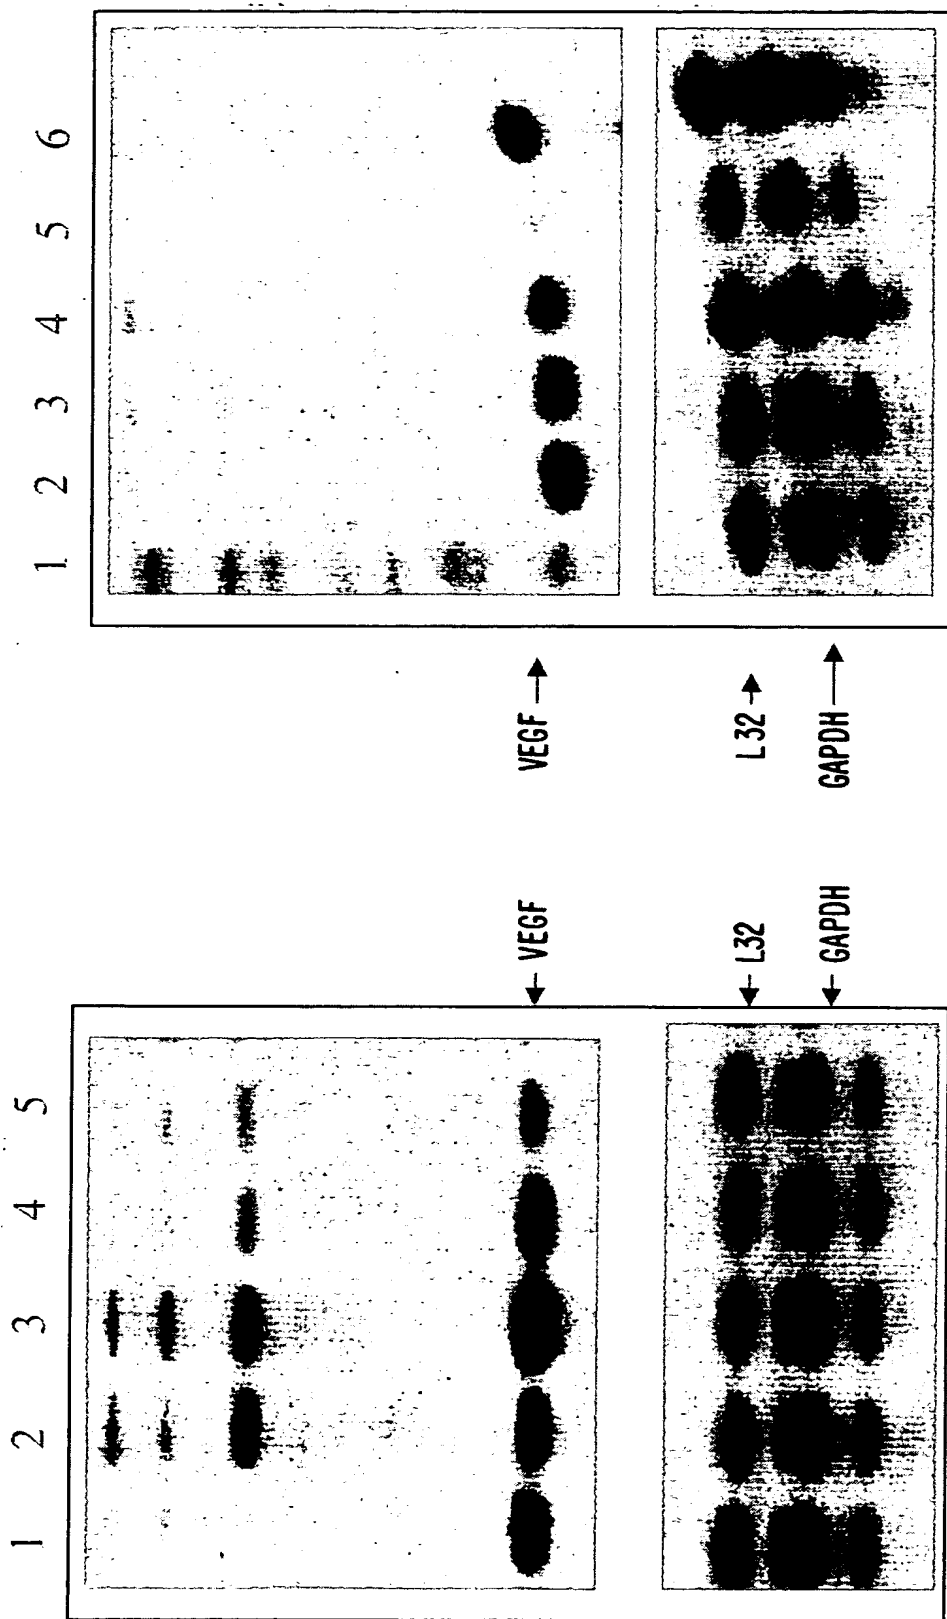 1 2 3 4 5 6
VEGF →
L32 →
GAPDH →
← VEGF
← L32
← GAPDH
1 2 3 4 5